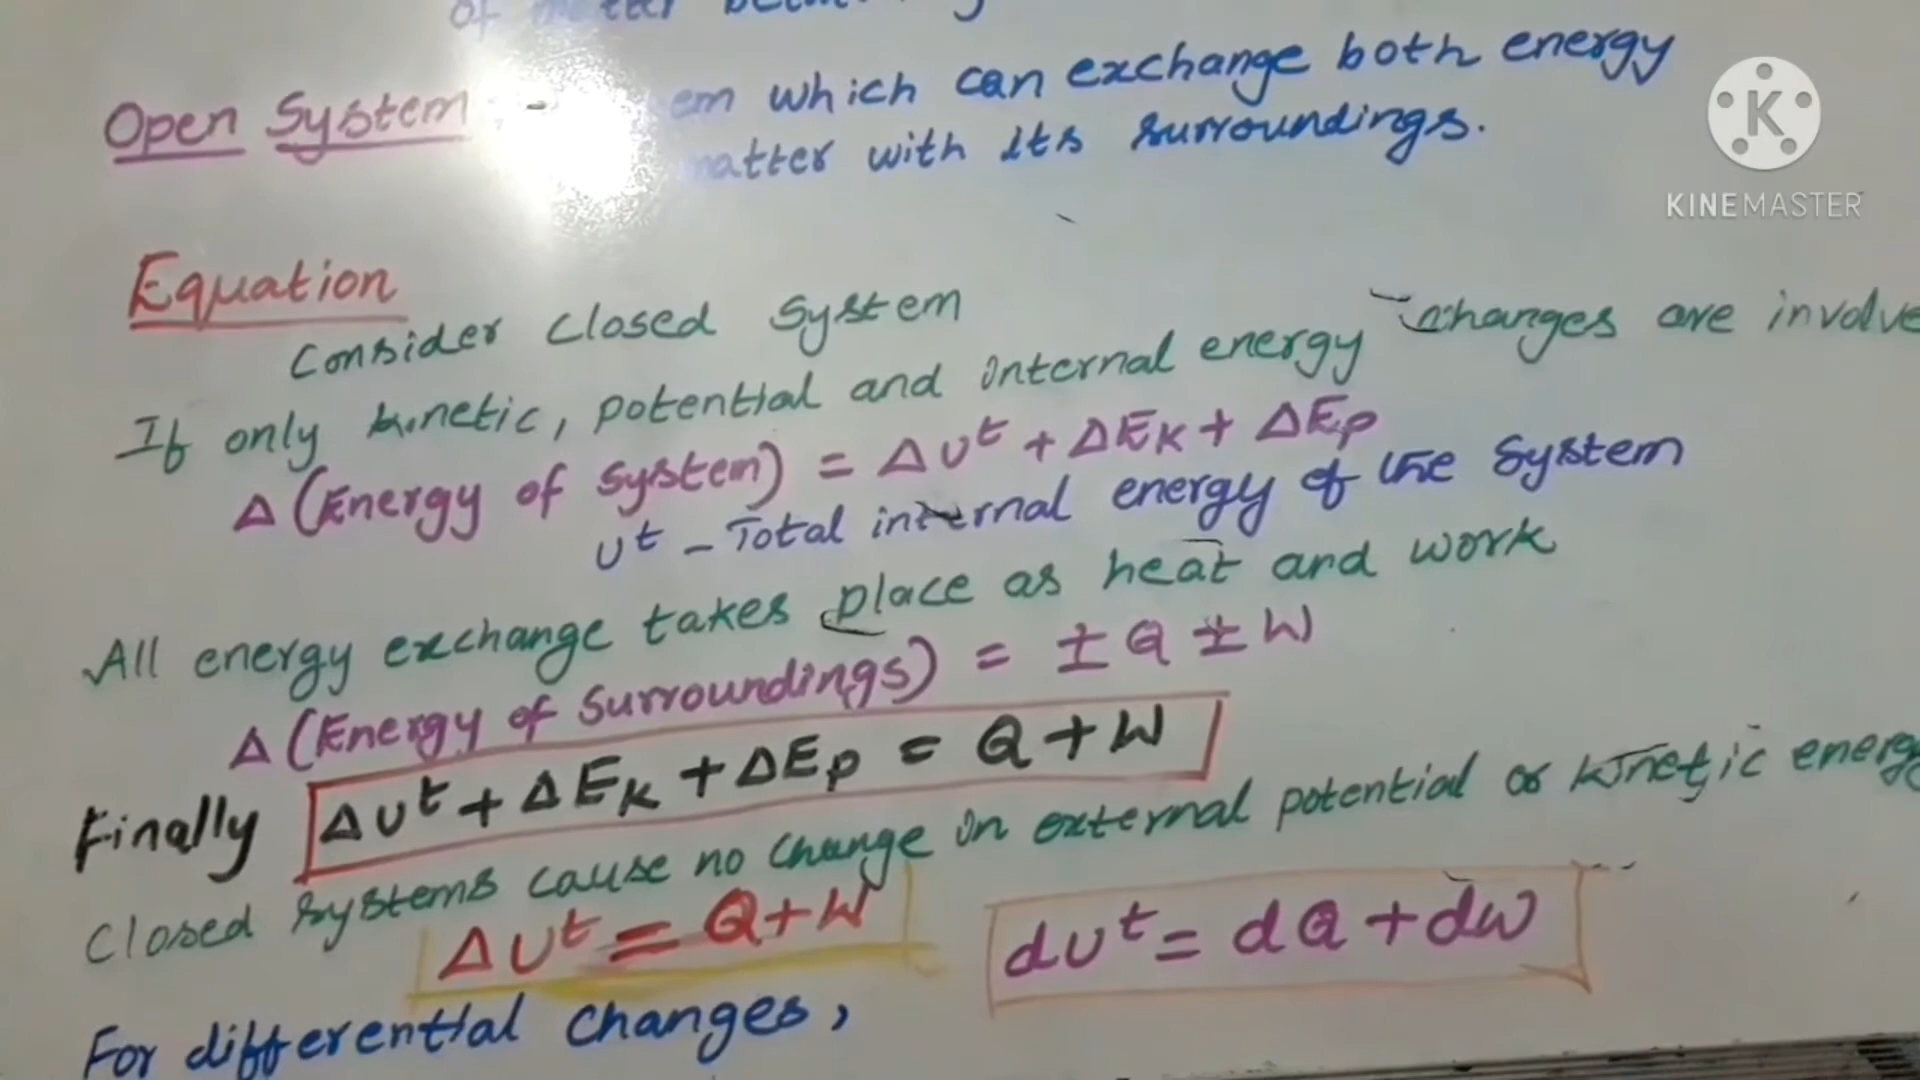 of
Open System :- em which can exchange both energy
matter with its surroundings.
K
KINEMASTER
Equation
Consider closed System
If only kinetic, potential and internal energy changes are involve
Δ (Energy of System) = ΔU^t + ΔE_K + ΔE_P
U^t - Total internal energy of the System
All energy exchange takes place as heat and work
Δ (Energy of Surroundings) = ± Q ± W
Finally ΔU^t + ΔE_K + ΔE_P = Q + W
Closed systems cause no change in external potential or kinetic energy
ΔU^t = Q + W
dU^t = dQ + dW
For differential changes,